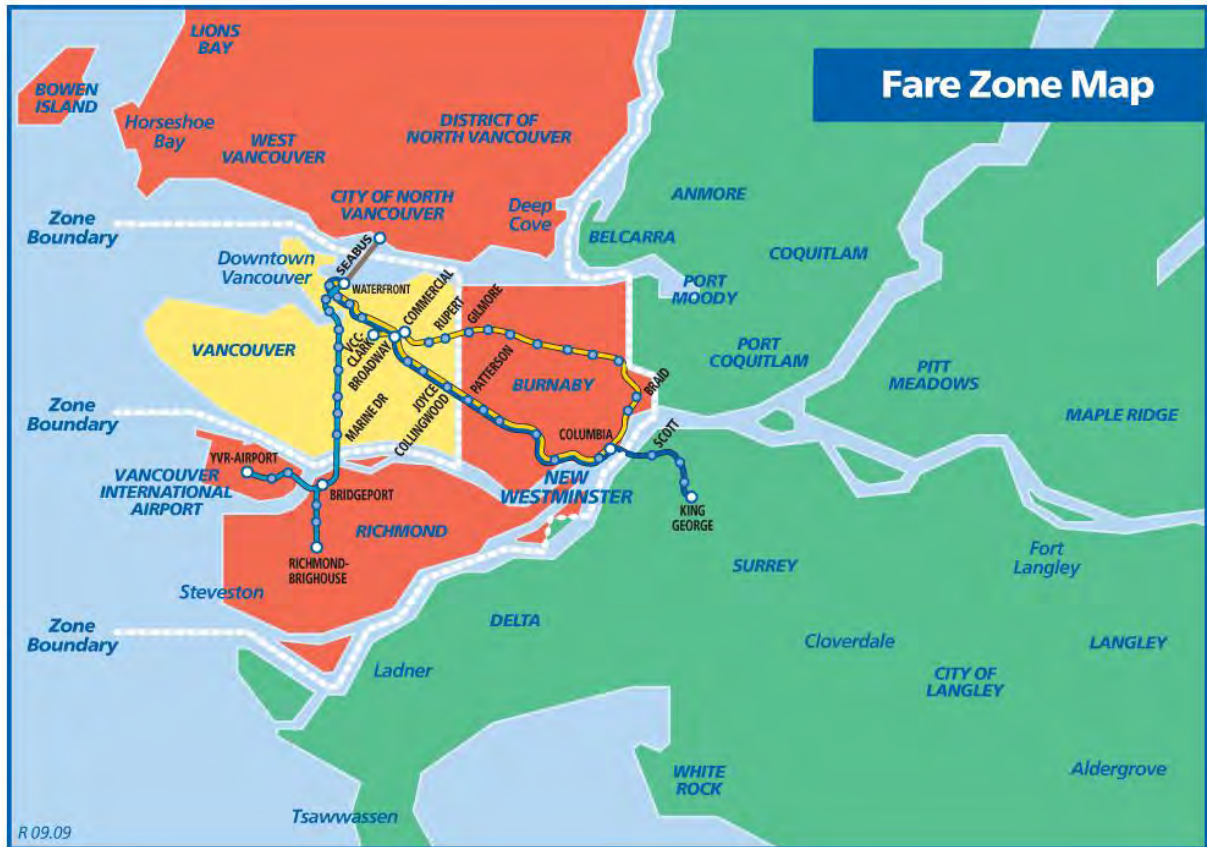 Fare Zone Map
LIONS
BAY
BOWEN
ISLAND
Horseshoe
Bay
WEST
VANCOUVER
DISTRICT OF
NORTH VANCOUVER
CITY OF NORTH
VANCOUVER
Deep
Cove
ANMORE
BELCARRA
COQUITLAM
PORT
MOODY
PORT
COQUITLAM
PITT
MEADOWS
MAPLE RIDGE
Zone
Boundary
Downtown
Vancouver
SEABUS
WATERFRONT
VANCOUVER
VCC-
CLARK
BROADWAY
COMMERCIAL
RUPERT
GILMORE
PATTERSON
BURNABY
BRAID
JOYCE
COLLINGWOOD
MARINE DR
Zone
Boundary
COLUMBIA
SCOTT
YVR-AIRPORT
VANCOUVER
INTERNATIONAL
AIRPORT
BRIDGEPORT
NEW
WESTMINSTER
KING
GEORGE
RICHMOND
RICHMOND-
BRIGHOUSE
Steveston
SURREY
Fort
Langley
Zone
Boundary
DELTA
Ladner
Cloverdale
LANGLEY
CITY OF
LANGLEY
WHITE
ROCK
Aldergrove
Tsawwassen
R 09.09